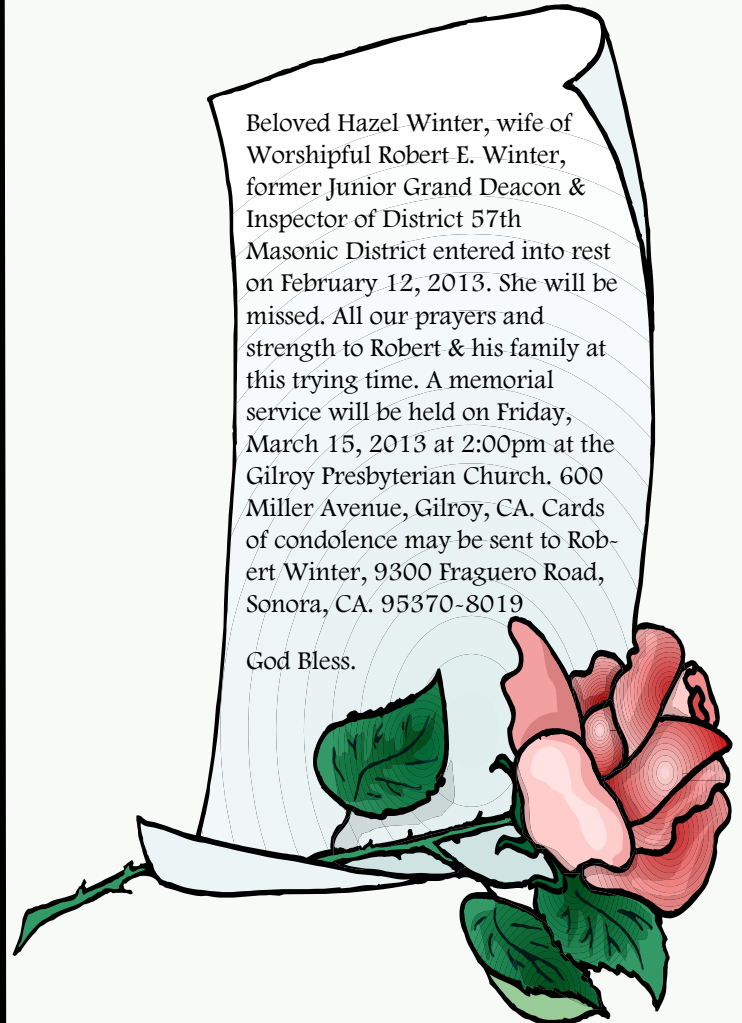 Beloved Hazel Winter, wife of
Worshipful Robert E. Winter,
former Junior Grand Deacon &
Inspector of District 57th
Masonic District entered into rest
on February 12, 2013. She will be
missed. All our prayers and
strength to Robert & his family at
this trying time. A memorial
service will be held on Friday,
March 15, 2013 at 2:00pm at the
Gilroy Presbyterian Church. 600
Miller Avenue, Gilroy, CA. Cards
of condolence may be sent to Rob-
ert Winter, 9300 Fraguero Road,
Sonora, CA. 95370-8019
God Bless.